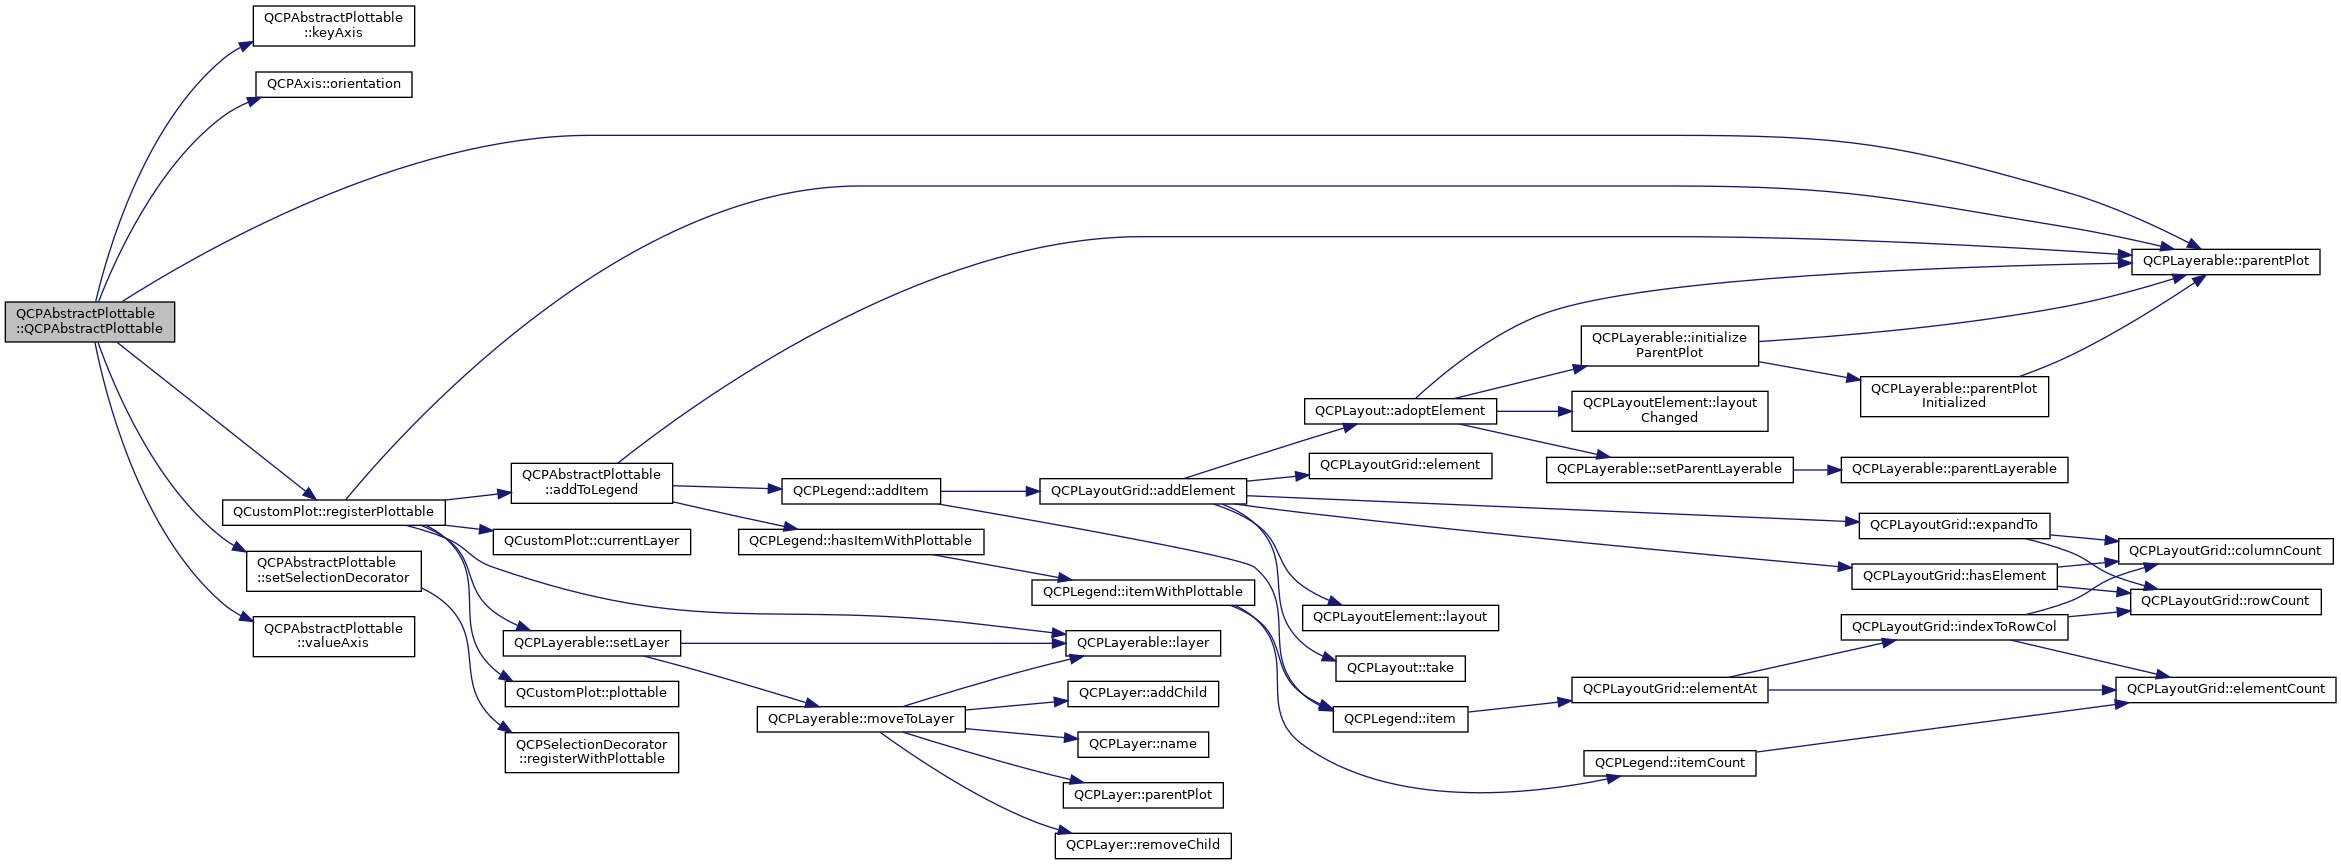 QCPAbstractPlottable
::QCPAbstractPlottable
QCPAbstractPlottable
::keyAxis
QCPAxis::orientation
QCustomPlot::registerPlottable
QCPAbstractPlottable
::setSelectionDecorator
QCPAbstractPlottable
::valueAxis
QCPAbstractPlottable
::addToLegend
QCustomPlot::currentLayer
QCPLayerable::setLayer
QCustomPlot::plottable
QCPSelectionDecorator
::registerWithPlottable
QCPLegend::addItem
QCPLegend::hasItemWithPlottable
QCPLayerable::moveToLayer
QCPLayoutGrid::addElement
QCPLegend::itemWithPlottable
QCPLayerable::layer
QCPLayer::addChild
QCPLayer::name
QCPLayer::parentPlot
QCPLayer::removeChild
QCPLayout::adoptElement
QCPLayoutGrid::element
QCPLayoutElement::layout
QCPLayout::take
QCPLegend::item
QCPLayerable::initialize
ParentPlot
QCPLayoutElement::layout
Changed
QCPLayerable::setParentLayerable
QCPLayoutGrid::elementAt
QCPLegend::itemCount
QCPLayerable::parentPlot
Initialized
QCPLayerable::parentLayerable
QCPLayoutGrid::expandTo
QCPLayoutGrid::hasElement
QCPLayoutGrid::indexToRowCol
QCPLayerable::parentPlot
QCPLayoutGrid::columnCount
QCPLayoutGrid::rowCount
QCPLayoutGrid::elementCount